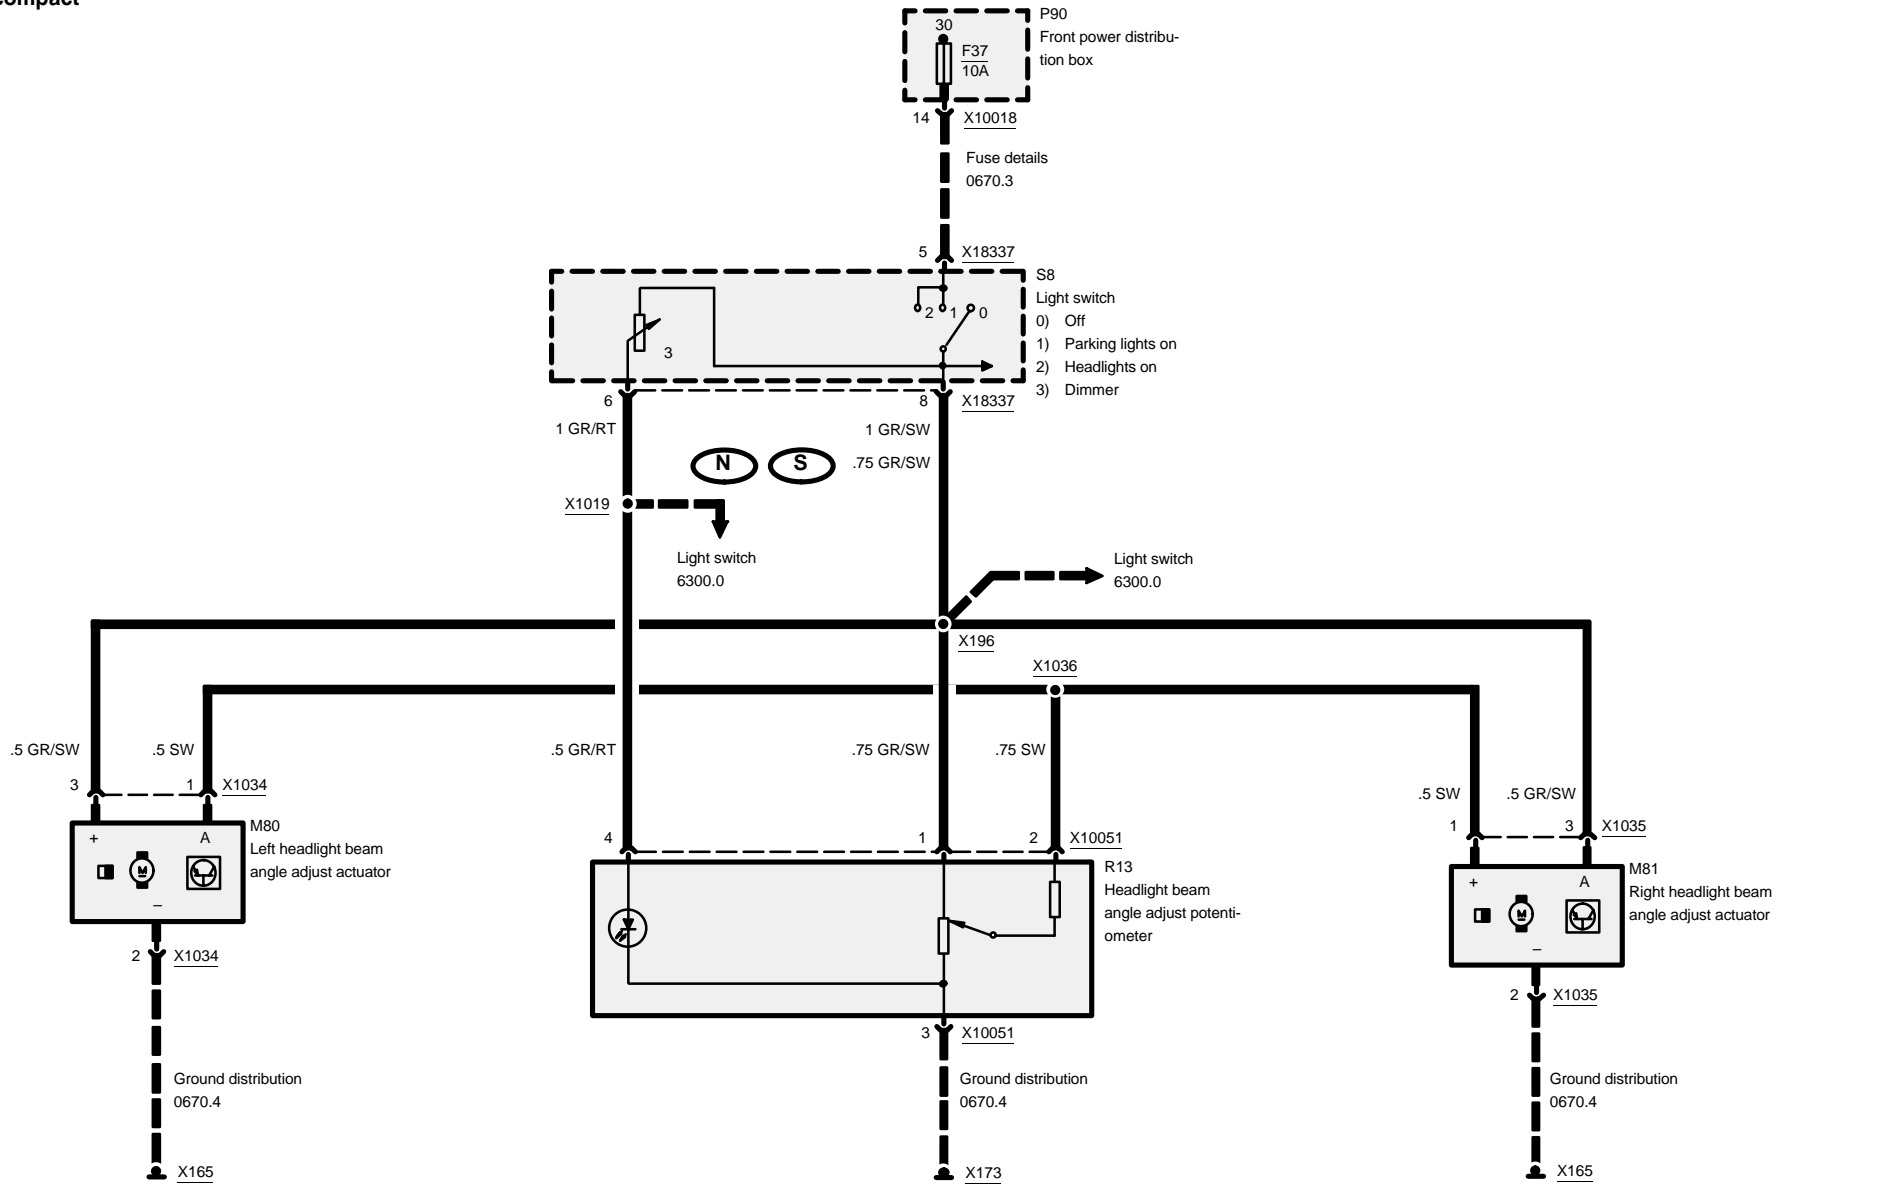 compact
P90
Front power distribu-
tion box
30
F37
10A
14 X10018
Fuse details
0670.3
5 X18337
S8
Light switch
0) Off
1) Parking lights on
2) Headlights on
3) Dimmer
2 1 0
3
6
8 X18337
1 GR/RT
1 GR/SW
N S
.75 GR/SW
X1019
Light switch
6300.0
Light switch
6300.0
X196
X1036
.5 GR/SW
.5 SW
.5 GR/RT
.75 GR/SW
.75 SW
.5 SW
.5 GR/SW
3 1 X1034
M80
Left headlight beam
angle adjust actuator
+ A
M
–
2 X1034
Ground distribution
0670.4
X165
4 1 2 X10051
R13
Headlight beam
angle adjust potenti-
ometer
3 X10051
Ground distribution
0670.4
X173
1 3 X1035
M81
Right headlight beam
angle adjust actuator
+ A
M
–
2 X1035
Ground distribution
0670.4
X165